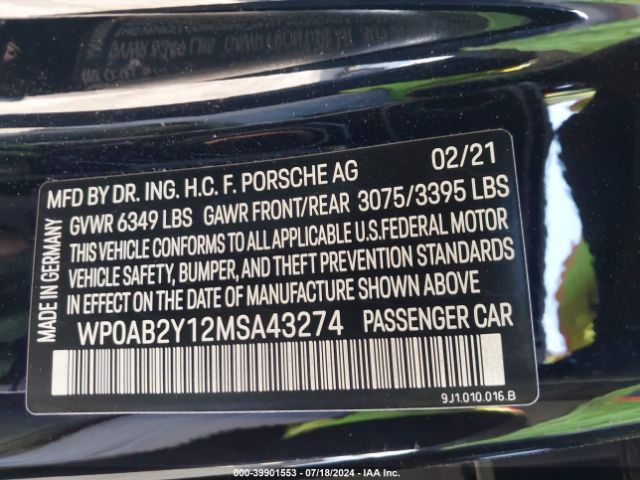 MFD BY DR. ING. H.C. F. PORSCHE AG 02/21
GVWR 6349 LBS GAWR FRONT/REAR 3075/3395 LBS
THIS VEHICLE CONFORMS TO ALL APPLICABLE U.S.FEDERAL MOTOR
VEHICLE SAFETY, BUMPER, AND THEFT PREVENTION STANDARDS
IN EFFECT ON THE DATE OF MANUFACTURE SHOWN ABOVE
WP0AB2Y12MSA43274 PASSENGER CAR
MADE IN GERMANY
9J1.010.016.B
000-39901553 - 07/18/2024 - IAA Inc.